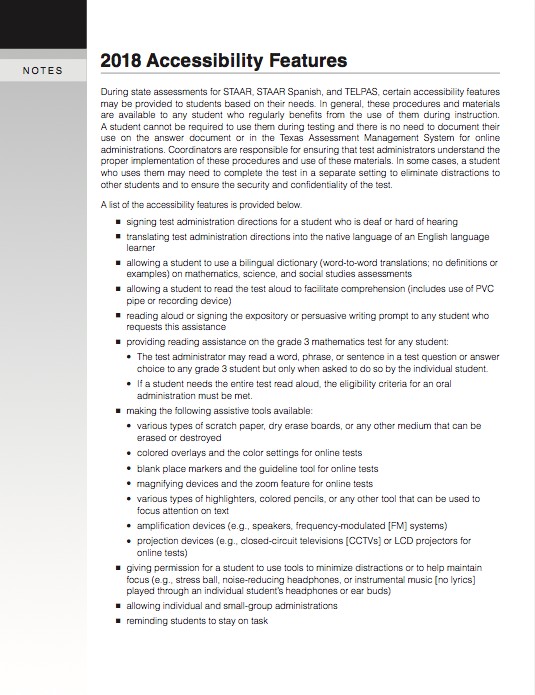 NOTES
2018 Accessibility Features
During state assessments for STAAR, STAAR Spanish, and TELPAS, certain accessibility features
may be provided to students based on their needs. In general, these procedures and materials
are available to any student who regularly benefits from the use of them during instruction.
A student cannot be required to use them during testing and there is no need to document their
use on the answer document or in the Texas Assessment Management System for online
administrations. Coordinators are responsible for ensuring that test administrators understand the
proper implementation of these procedures and use of these materials. In some cases, a student
who uses them may need to complete the test in a separate setting to eliminate distractions to
other students and to ensure the security and confidentiality of the test.
A list of the accessibility features is provided below.
■ signing test administration directions for a student who is deaf or hard of hearing
■ translating test administration directions into the native language of an English language
learner
■ allowing a student to use a bilingual dictionary (word-to-word translations; no definitions or
examples) on mathematics, science, and social studies assessments
■ allowing a student to read the test aloud to facilitate comprehension (includes use of PVC
pipe or recording device)
■ reading aloud or signing the expository or persuasive writing prompt to any student who
requests this assistance
■ providing reading assistance on the grade 3 mathematics test for any student:
• The test administrator may read a word, phrase, or sentence in a test question or answer
choice to any grade 3 student but only when asked to do so by the individual student.
• If a student needs the entire test read aloud, the eligibility criteria for an oral
administration must be met.
■ making the following assistive tools available:
• various types of scratch paper, dry erase boards, or any other medium that can be
erased or destroyed
• colored overlays and the color settings for online tests
• blank place markers and the guideline tool for online tests
• magnifying devices and the zoom feature for online tests
• various types of highlighters, colored pencils, or any other tool that can be used to
focus attention on text
• amplification devices (e.g., speakers, frequency-modulated [FM] systems)
• projection devices (e.g., closed-circuit televisions [CCTVs] or LCD projectors for
online tests)
■ giving permission for a student to use tools to minimize distractions or to help maintain
focus (e.g., stress ball, noise-reducing headphones, or instrumental music [no lyrics]
played through an individual student's headphones or ear buds)
■ allowing individual and small-group administrations
■ reminding students to stay on task